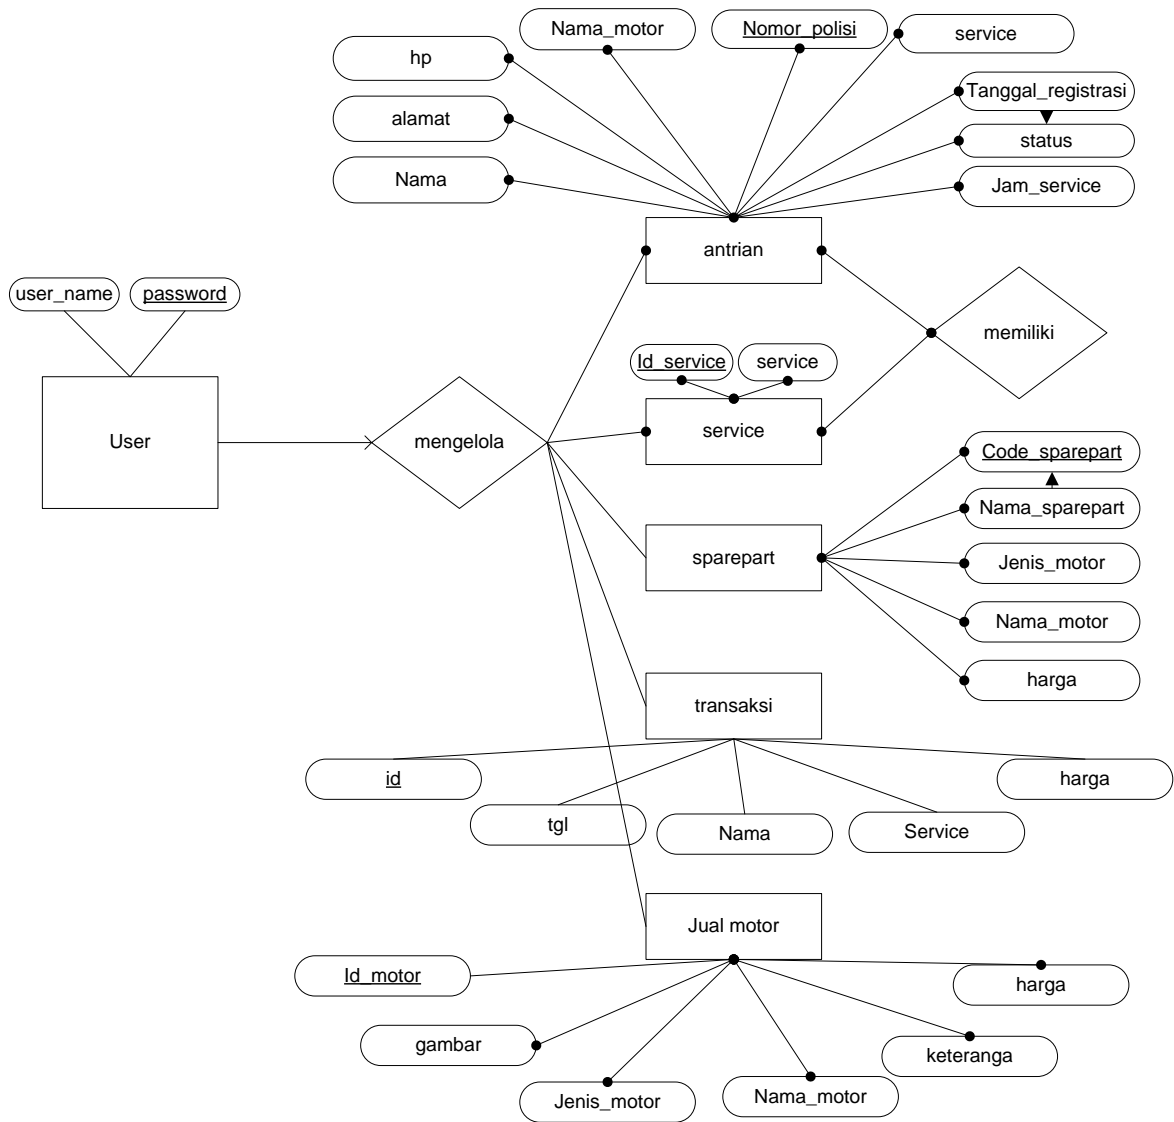 Nama_motor
Nomor_polisi
service
hp
Tanggal_registrasi
alamat
status
Nama
Jam_service
antrian
user_name
password
memiliki
Id_service
service
User
mengelola
service
Code_sparepart
Nama_sparepart
sparepart
Jenis_motor
Nama_motor
harga
transaksi
id
harga
tgl
Nama
Service
Jual motor
Id_motor
harga
gambar
keteranga
Jenis_motor
Nama_motor